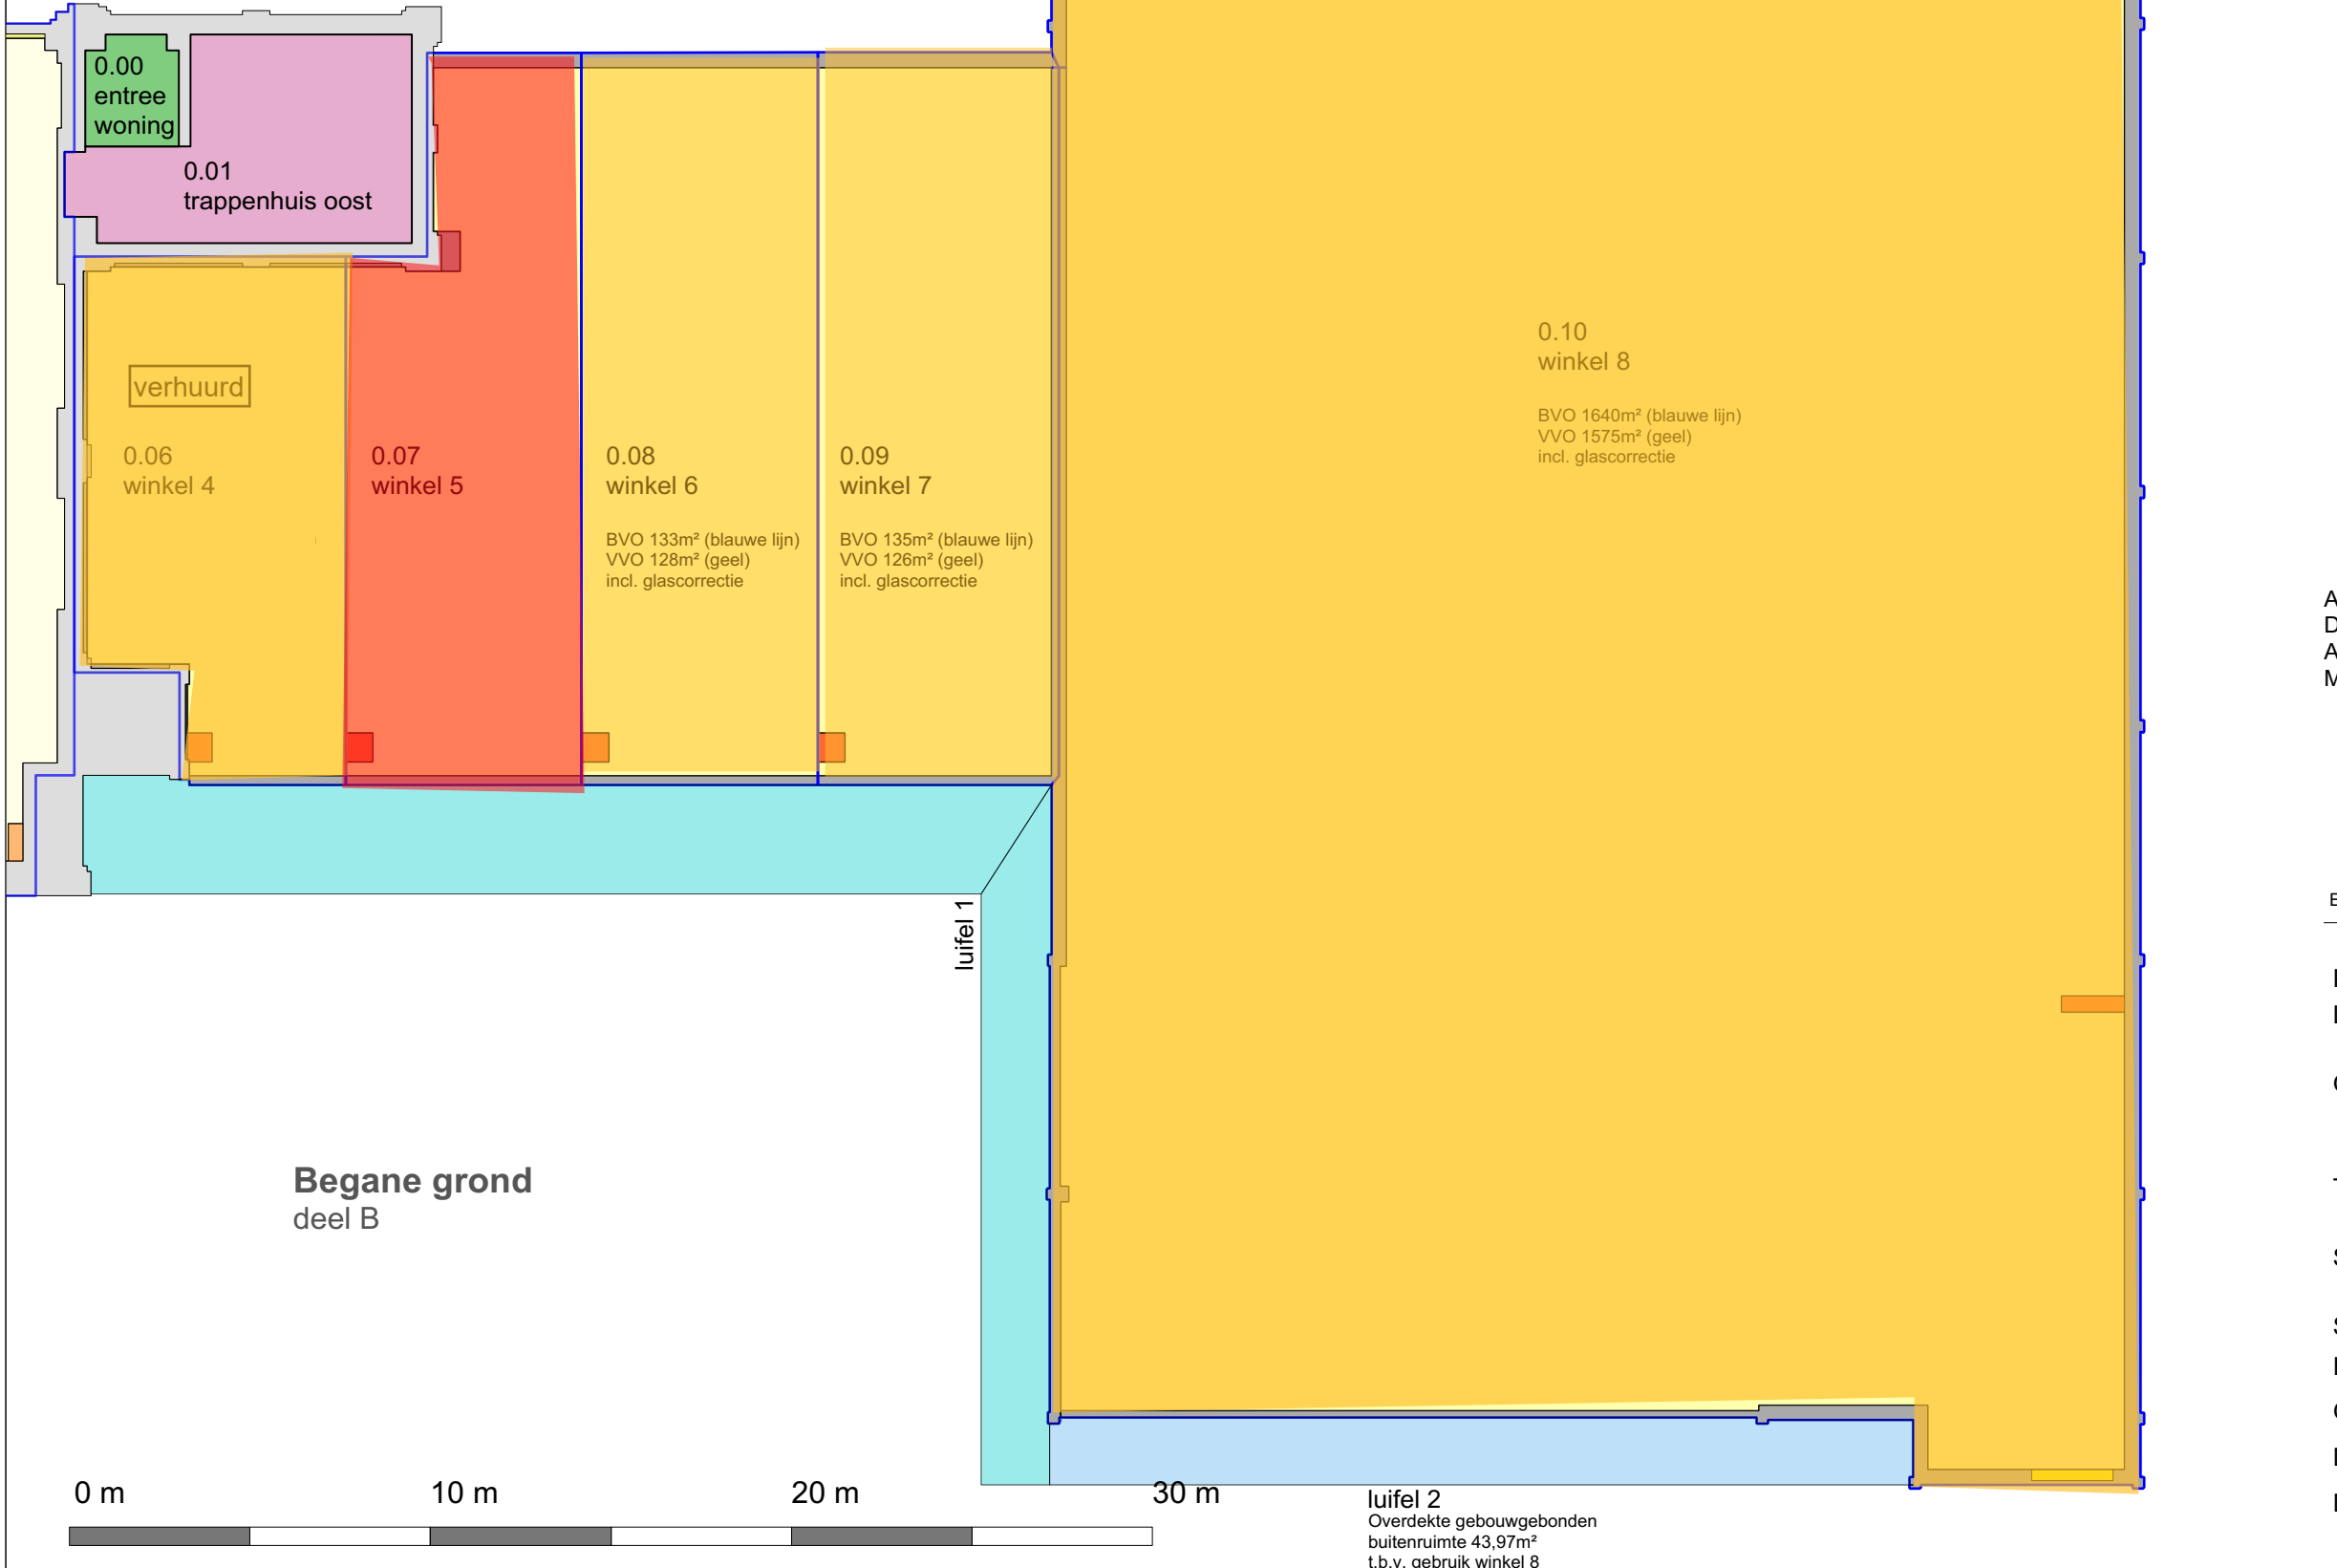 0.00
entree
woning
0.01
trappenhuis oost
verhuurd
0.06
winkel 4
0.07
winkel 5
0.08
winkel 6
BVO 133m² (blauwe lijn)
VVO 128m² (geel)
incl. glascorrectie
0.09
winkel 7
BVO 135m² (blauwe lijn)
VVO 126m² (geel)
incl. glascorrectie
0.10
winkel 8
BVO 1640m² (blauwe lijn)
VVO 1575m² (geel)
incl. glascorrectie
luifel 1
Begane grond
deel B
0 m
10 m
20 m
30 m
luifel 2
Overdekte gebouwgebonden
buitenruimte 43,97m²
t.b.v. gebruik winkel 8
A
D
A
M